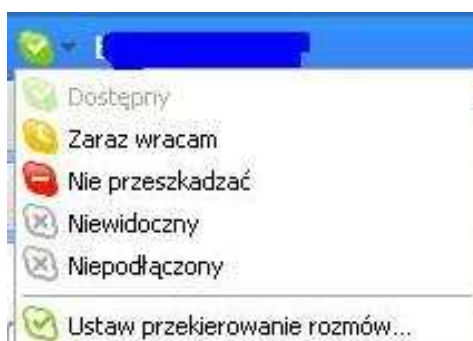 Dostępny
Zaraz wracam
Nie przeszkadzać
Niewidoczny
Niepodłączony
Ustaw przekierowanie rozmów...